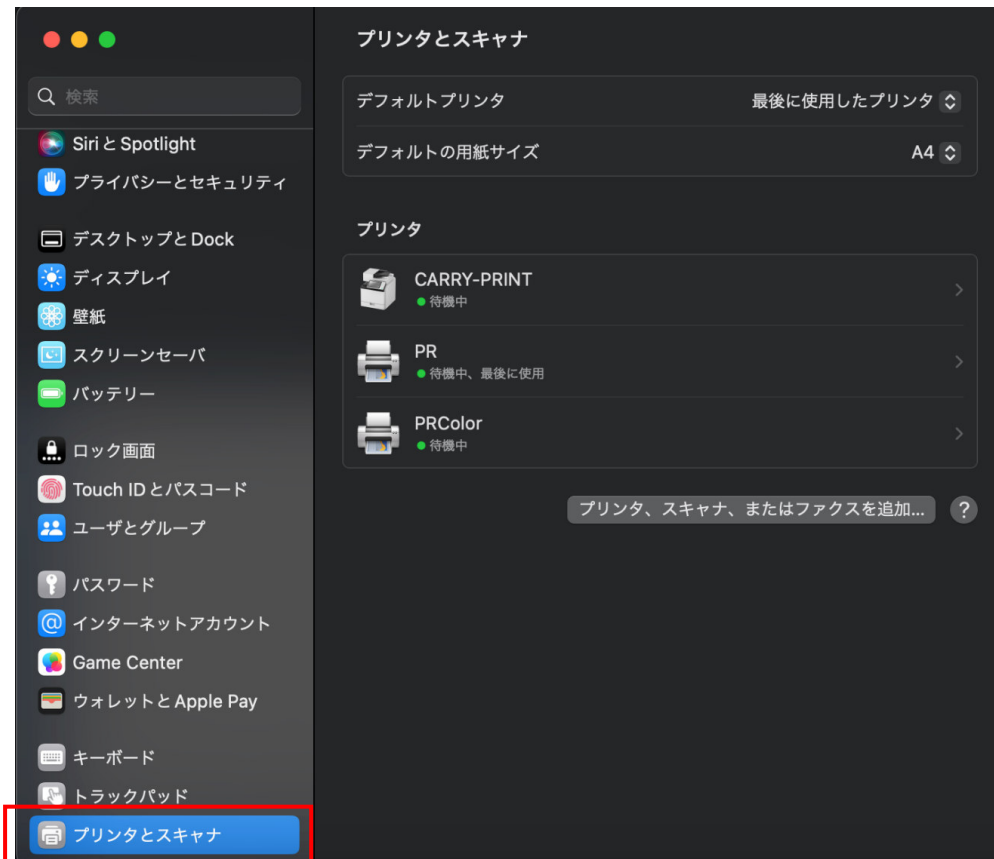 検索
Siri と Spotlight
プライバシーとセキュリティ
デスクトップと Dock
ディスプレイ
壁紙
スクリーンセーバ
バッテリー
ロック画面
Touch ID とパスコード
ユーザとグループ
パスワード
インターネットアカウント
Game Center
ウォレットと Apple Pay
キーボード
トラックパッド
プリンタとスキャナ
プリンタとスキャナ
デフォルトプリンタ 最後に使用したプリンタ
デフォルトの用紙サイズ A4
プリンタ
CARRY-PRINT
待機中
PR
待機中、最後に使用
PRColor
待機中
プリンタ、スキャナ、またはファクスを追加... ?